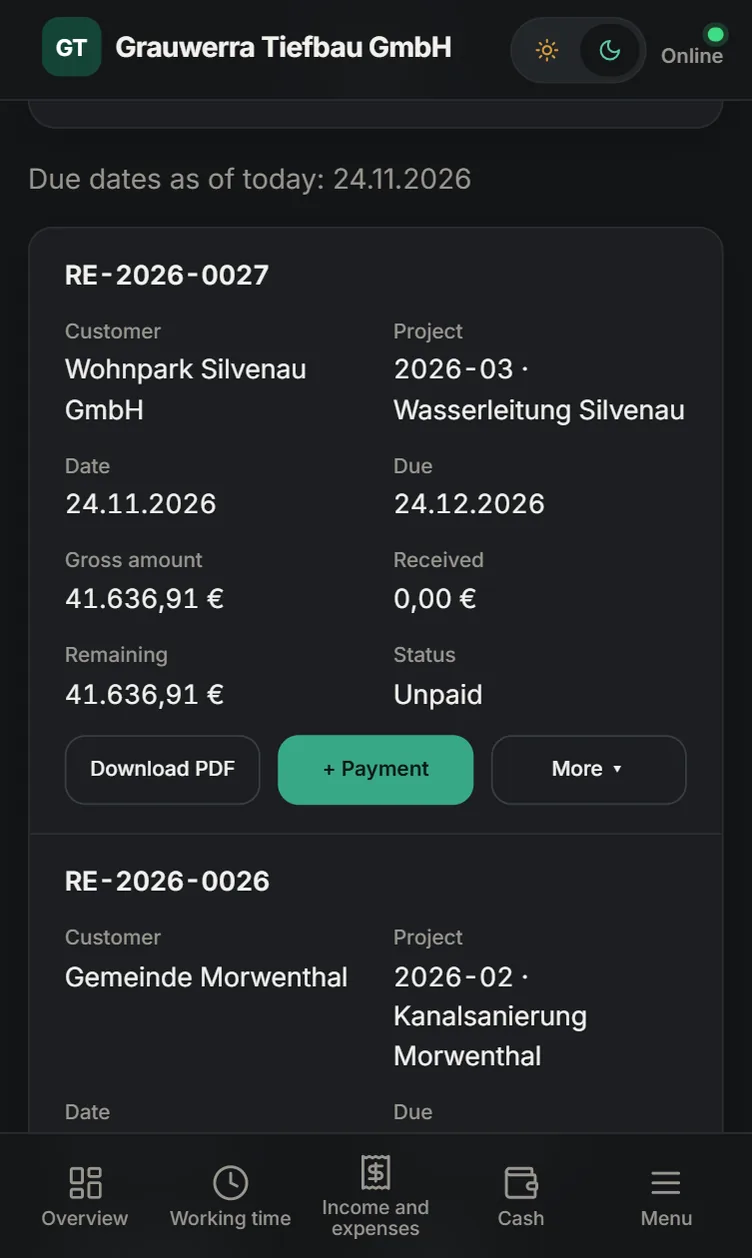 GT
Grauwerra Tiefbau GmbH
Online
Due dates as of today: 24.11.2026
RE-2026-0027
Customer
Project
Wohnpark Silvenau
GmbH
2026-03 ·
Wasserleitung Silvenau
Date
Due
24.11.2026
24.12.2026
Gross amount
Received
41.636,91 €
0,00 €
Remaining
Status
41.636,91 €
Unpaid
Download PDF
+ Payment
More ▾
RE-2026-0026
Customer
Project
Gemeinde Morwenthal
2026-02 ·
Kanalsanierung
Morwenthal
Date
Due
Overview
Working time
Income and
expenses
Cash
Menu